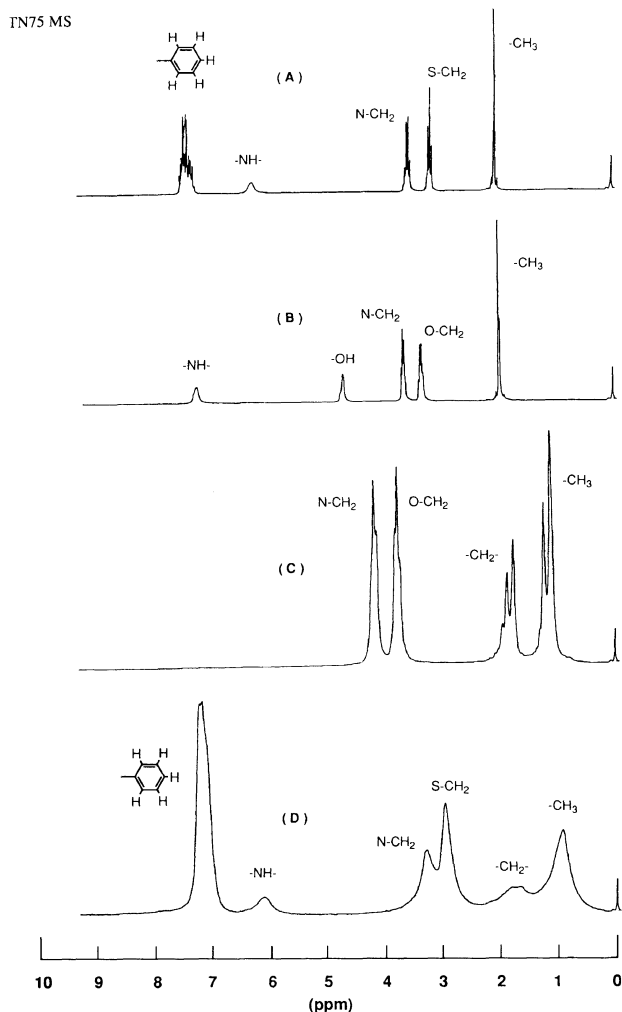 TN75 MS
H H
H
H H
( A )
-NH-
N-CH2
S-CH2
-CH3
( B )
-NH-
-OH
N-CH2
O-CH2
-CH3
( C )
N-CH2
O-CH2
-CH2-
-CH3
H H
H
H H
( D )
-NH-
N-CH2
S-CH2
-CH2-
-CH3
10 9 8 7 6 5 4 3 2 1 0
(ppm)